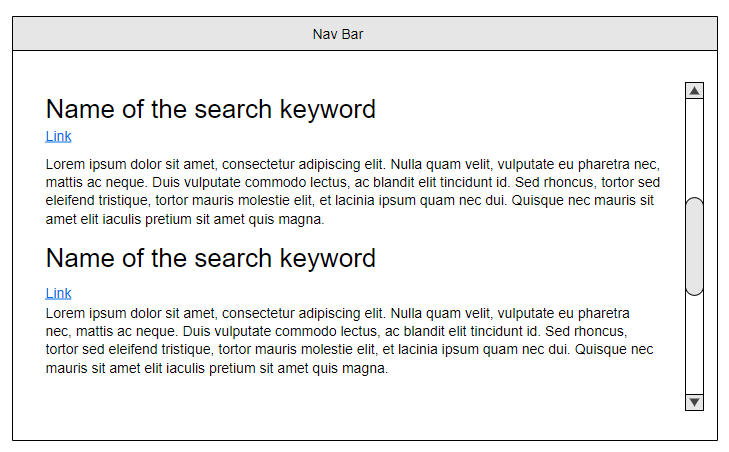 Nav Bar
Name of the search keyword
Link
Lorem ipsum dolor sit amet, consectetur adipiscing elit. Nulla quam velit, vulputate eu pharetra nec,
mattis ac neque. Duis vulputate commodo lectus, ac blandit elit tincidunt id. Sed rhoncus, tortor sed
eleifend tristique, tortor mauris molestie elit, et lacinia ipsum quam nec dui. Quisque nec mauris sit
amet elit iaculis pretium sit amet quis magna.
Name of the search keyword
Link
Lorem ipsum dolor sit amet, consectetur adipiscing elit. Nulla quam velit, vulputate eu pharetra
nec, mattis ac neque. Duis vulputate commodo lectus, ac blandit elit tincidunt id. Sed rhoncus,
tortor sed eleifend tristique, tortor mauris molestie elit, et lacinia ipsum quam nec dui. Quisque nec
mauris sit amet elit iaculis pretium sit amet quis magna.